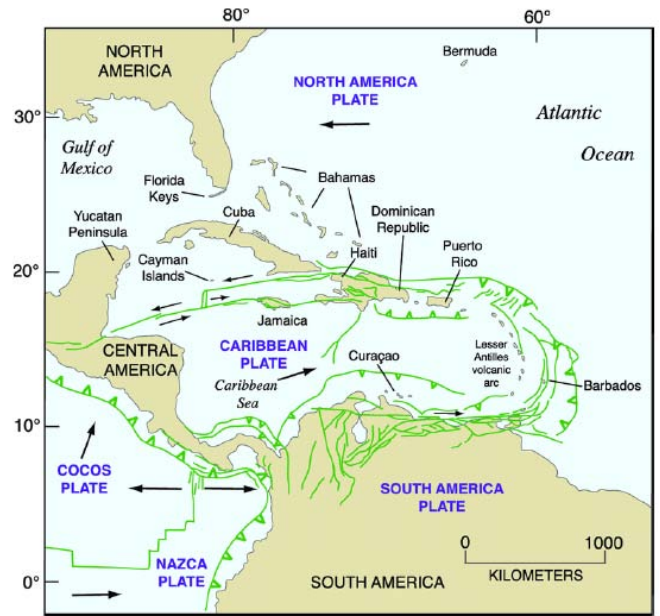 80°
60°
NORTH
AMERICA
Bermuda
NORTH AMERICA
PLATE
30°
Atlantic
Ocean
Gulf of
Mexico
Florida
Keys
Bahamas
Yucatan
Peninsula
Cuba
Dominican
Republic
Haiti
Puerto
Rico
20°
Cayman
Islands
Jamaica
CENTRAL
AMERICA
CARIBBEAN
PLATE
Curaçao
Lesser
Antilles
volcanic
arc
Caribbean
Sea
Barbados
10°
COCOS
PLATE
SOUTH AMERICA
PLATE
NAZCA
PLATE
0
1000
KILOMETERS
0°
SOUTH AMERICA